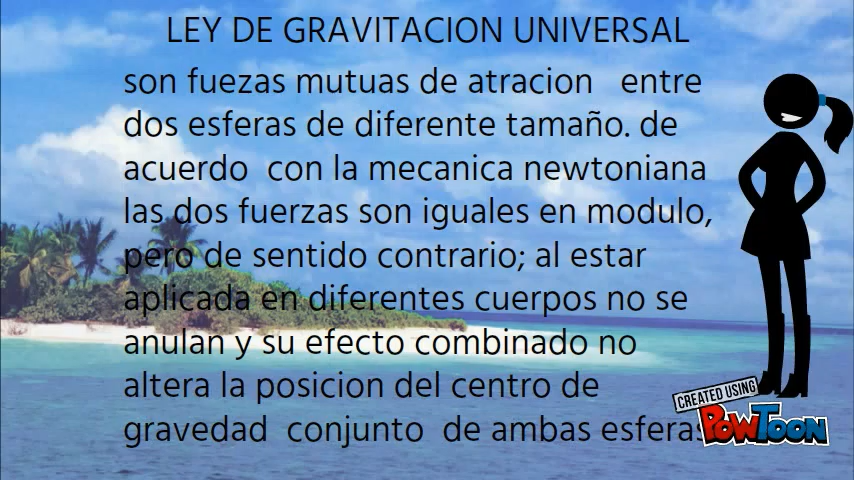 LEY DE GRAVITACION UNIVERSAL
son fuezas mutuas de atracion entre
dos esferas de diferente tamaño. de
acuerdo con la mecanica newtoniana
las dos fuerzas son iguales en modulo,
pero de sentido contrario; al estar
aplicada en diferentes cuerpos no se
anulan y su efecto combinado no
altera la posicion del centro de
gravedad conjunto de ambas esferas
CREATED USING
POWTOON